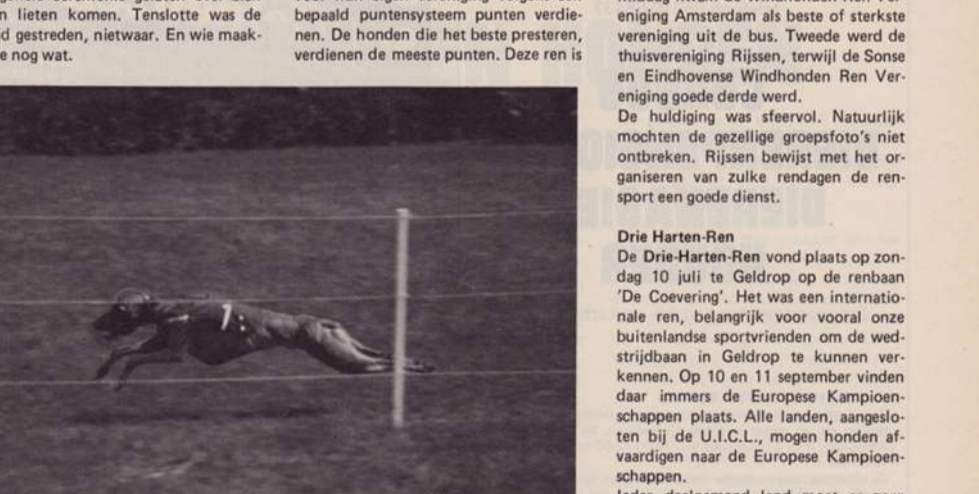 n lieten komen. Tenslotte was de
d gestreden, nietwaar. En wie maak-
e nog wat.
bepaald puntensysteem punten verdie-
nen. De honden die het beste presteren,
verdienen de meeste punten. Deze ren is
eniging Amsterdam als beste of sterkste
vereniging uit de bus. Tweede werd de
thuisvereniging Rijssen, terwijl de Sonse
en Eindhovense Windhonden Ren Ver-
eniging goede derde werd.
De huldiging was sfeervol. Natuurlijk
mochten de gezellige groepsfoto's niet
ontbreken. Rijssen bewijst met het or-
ganiseren van zulke rendagen de ren-
sport een goede dienst.
Drie Harten-Ren
De Drie-Harten-Ren vond plaats op zon-
dag 10 juli te Geldrop op de renbaan
'De Coevering'. Het was een internatio-
nale ren, belangrijk voor vooral onze
buitenlandse sportvrienden om de wed-
strijdbaan in Geldrop te kunnen ver-
kennen. Op 10 en 11 september vinden
daar immers de Europese Kampioen-
schappen plaats. Alle landen, aangeslo-
ten bij de U.I.C.L., mogen honden af-
vaardigen naar de Europese Kampioen-
schappen.